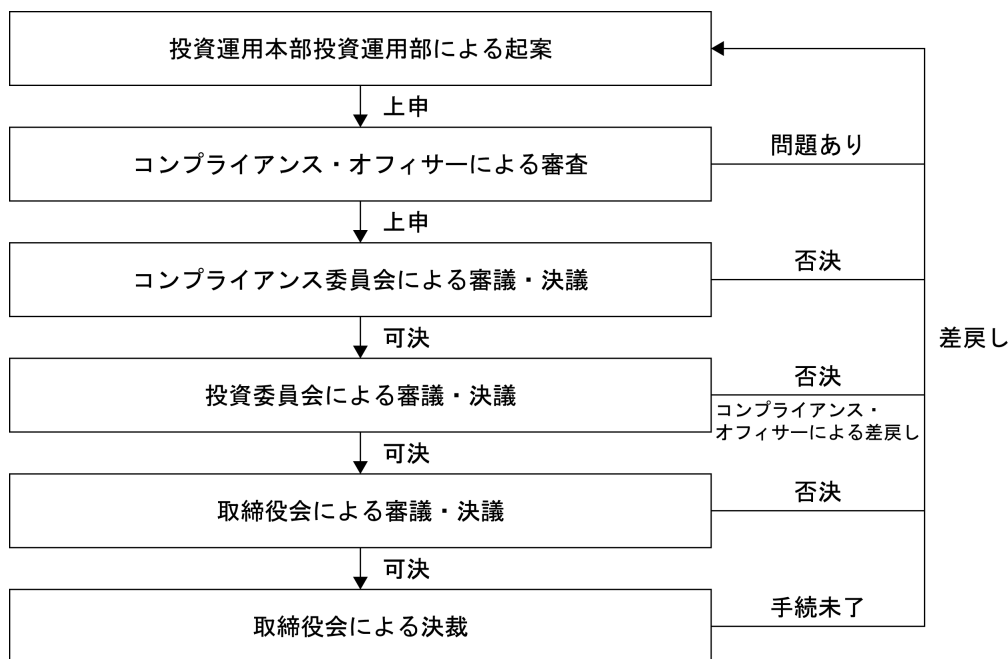 投資運用本部投資運用部による起案
上申
コンプライアンス・オフィサーによる審査
問題あり
上申
コンプライアンス委員会による審議・決議
否決
可決
差戻し
投資委員会による審議・決議
否決
コンプライアンス・
オフィサーによる差戻し
可決
取締役会による審議・決議
否決
可決
取締役会による決裁
手続未了